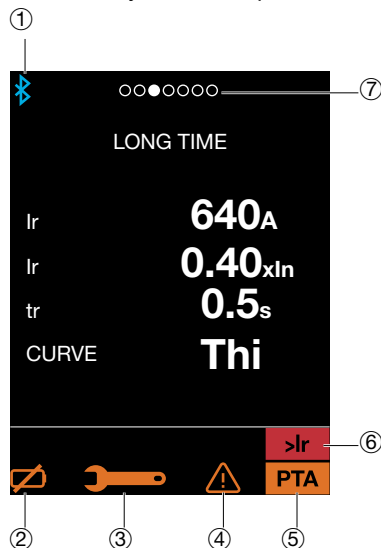 ①
⑦
LONG TIME
Ir 640A
Ir 0.40xIn
tr 0.5s
CURVE Thi
>Ir ⑥
PTA
② ③ ④ ⑤